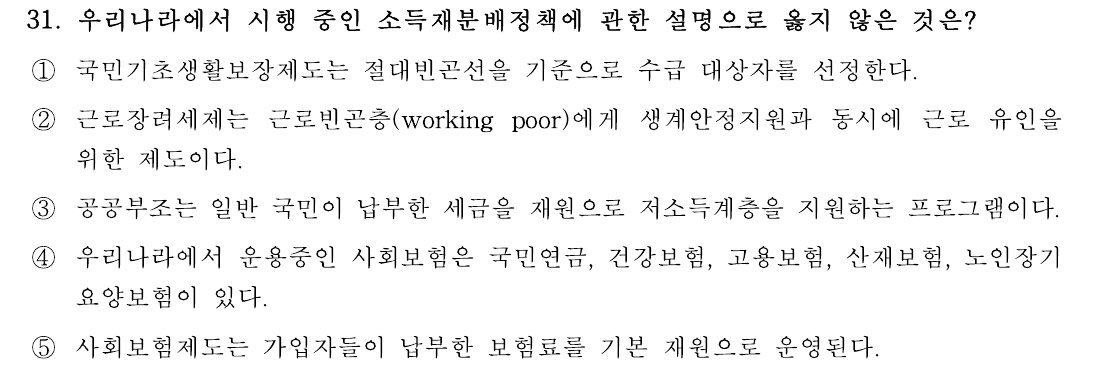 31. 우리나라에서 시행 중인 소득재분배정책에 관한 설명으로 옳지 않은 것은?
① 국민기초생활보장제도는 절대빈곤선을 기준으로 수급 대상자를 선정한다.
② 근로장려세제는 근로빈곤층(working poor)에게 생계안정지원과 동시에 근로 유인을
위한 제도이다.
③ 공공부조는 일반 국민이 납부한 세금을 재원으로 저소득계층을 지원하는 프로그램이다.
④ 우리나라에서 운용중인 사회보험은 국민연금, 건강보험, 고용보험, 산재보험, 노인장기
요양보험이 있다.
⑤ 사회보험제도는 가입자들이 납부한 보험료를 기본 재원으로 운영된다.